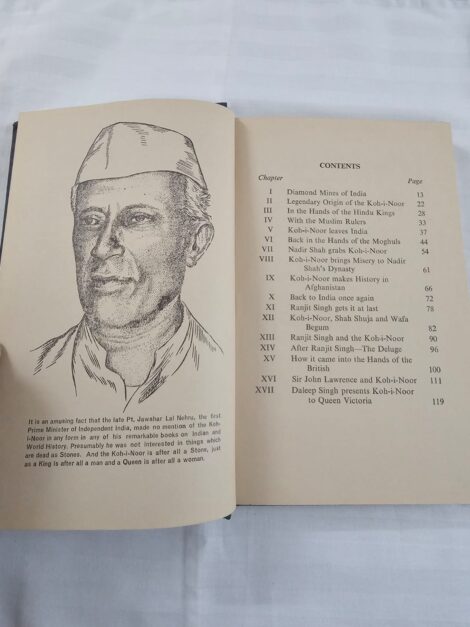 It is an amusing fact that the late Pt. Jawahar Lal Nehru, the first
Prime Minister of Independent India, made no mention of the Koh-
i-Noor in any form in any of his remarkable books on Indian and
World History. Presumably he was not interested in things which
are dead as Stones. And the Koh-i-Noor is after all a Stone, just
as a King is after all a man and a Queen is after all a woman.
CONTENTS
Chapter Page
I Diamond Mines of India 13
II Legendary Origin of the Koh-i-Noor 22
III In the Hands of the Hindu Kings 28
IV With the Muslim Rulers 33
V Koh-i-Noor leaves India 37
VI Back in the Hands of the Moghuls 44
VII Nadir Shah grabs Koh-i-Noor 54
VIII Koh-i-Noor brings Misery to Nadir
Shah's Dynasty 61
IX Koh-i-Noor makes History in
Afghanistan 66
X Back to India once again 72
XI Ranjit Singh gets it at last 78
XII Koh-i-Noor, Shah Shuja and Wafa
Begum 82
XIII Ranjit Singh and the Koh-i-Noor 90
XIV After Ranjit Singh—The Deluge 96
XV How it came into the Hands of the
British 100
XVI Sir John Lawrence and Koh-i-Noor 111
XVII Daleep Singh presents Koh-i-Noor
to Queen Victoria 119